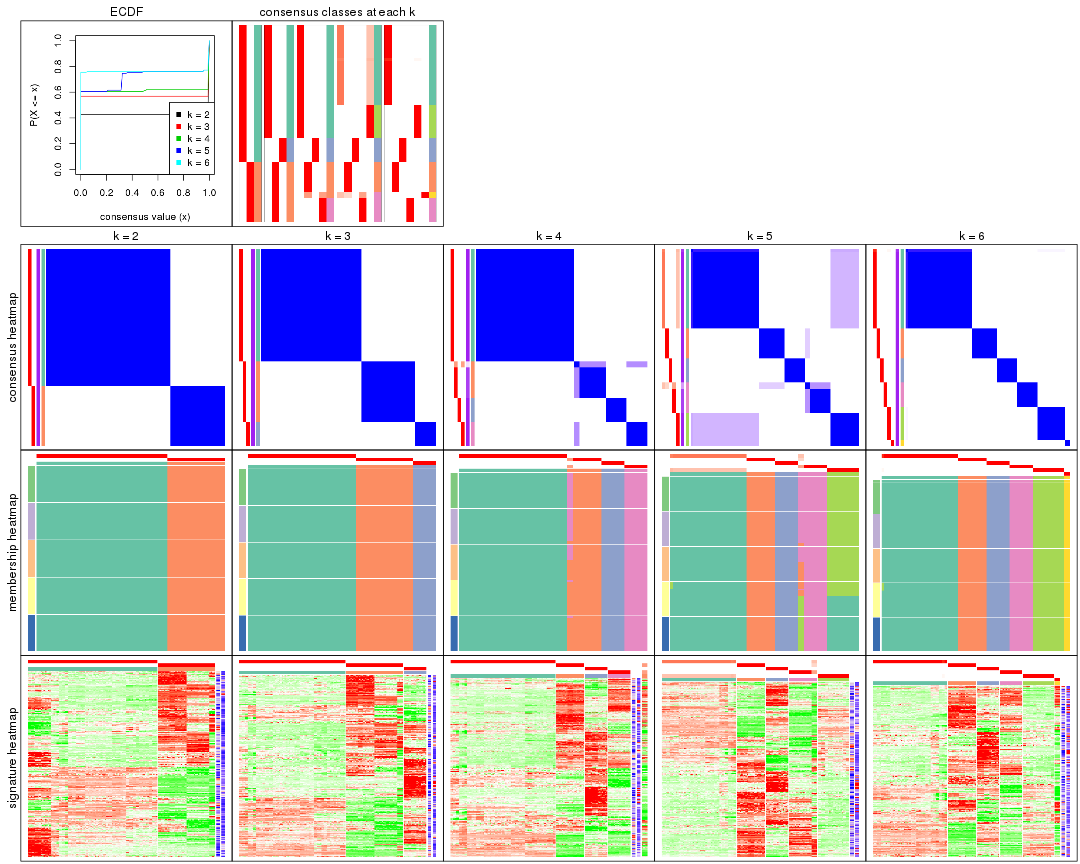 ECDF
consensus classes at each k
P(X <= x)
0.0 0.2 0.4 0.6 0.8 1.0
k = 2
k = 3
k = 4
k = 5
k = 6
0.0 0.2 0.4 0.6 0.8 1.0
consensus value (x)
k = 2
k = 3
k = 4
k = 5
k = 6
consensus heatmap
membership heatmap
signature heatmap